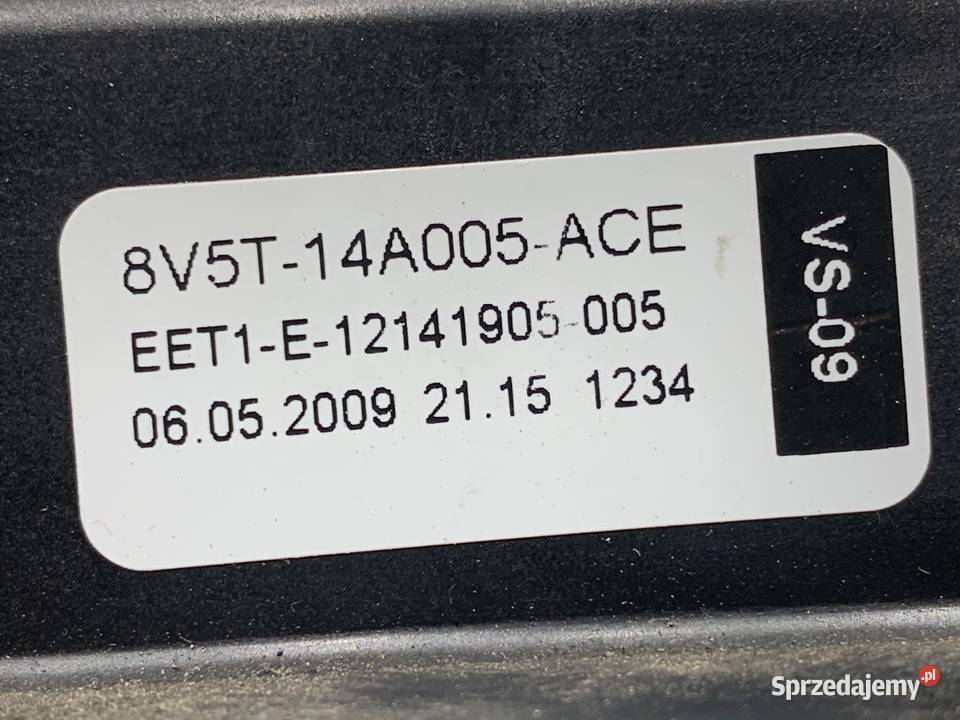 8V5T-14A005-ACE
EET1-E-12141905-005
06.05.2009 21.15 1234
VS-09
Sprzedajemy.pl